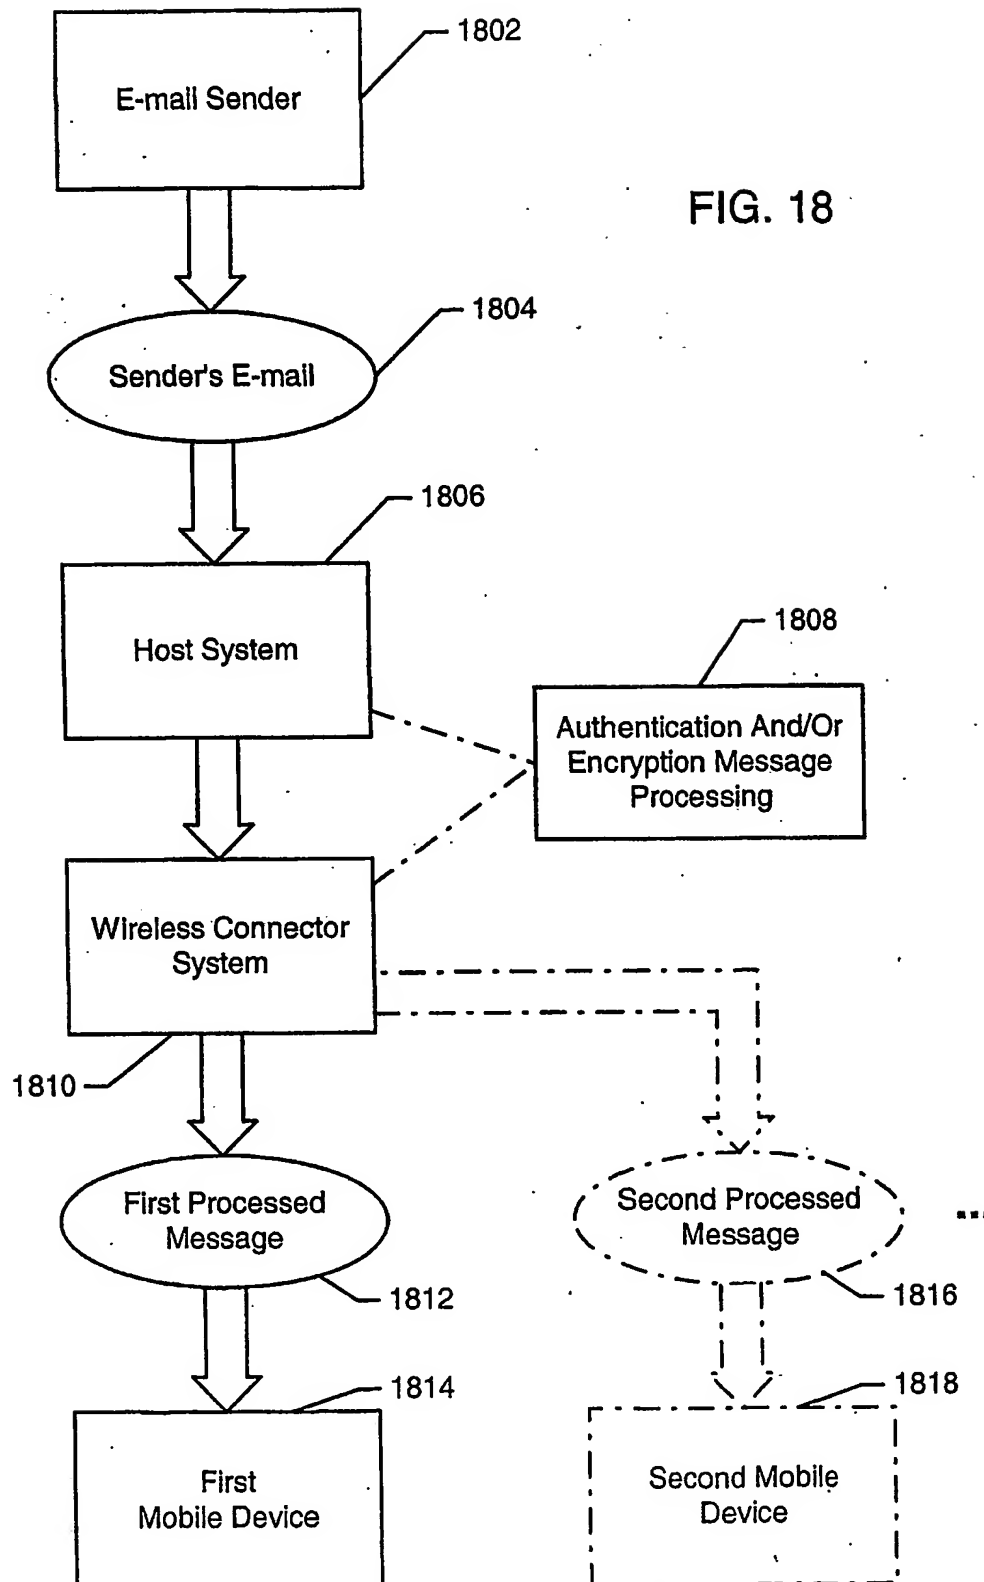 1802
E-mail Sender
FIG. 18
1804
Sender's E-mail
1806
Host System
1808
Authentication And/Or
Encryption Message
Processing
Wireless Connector
System
1810
First Processed
Message
1812
Second Processed
Message
1816
1814
First
Mobile Device
1818
Second Mobile
Device